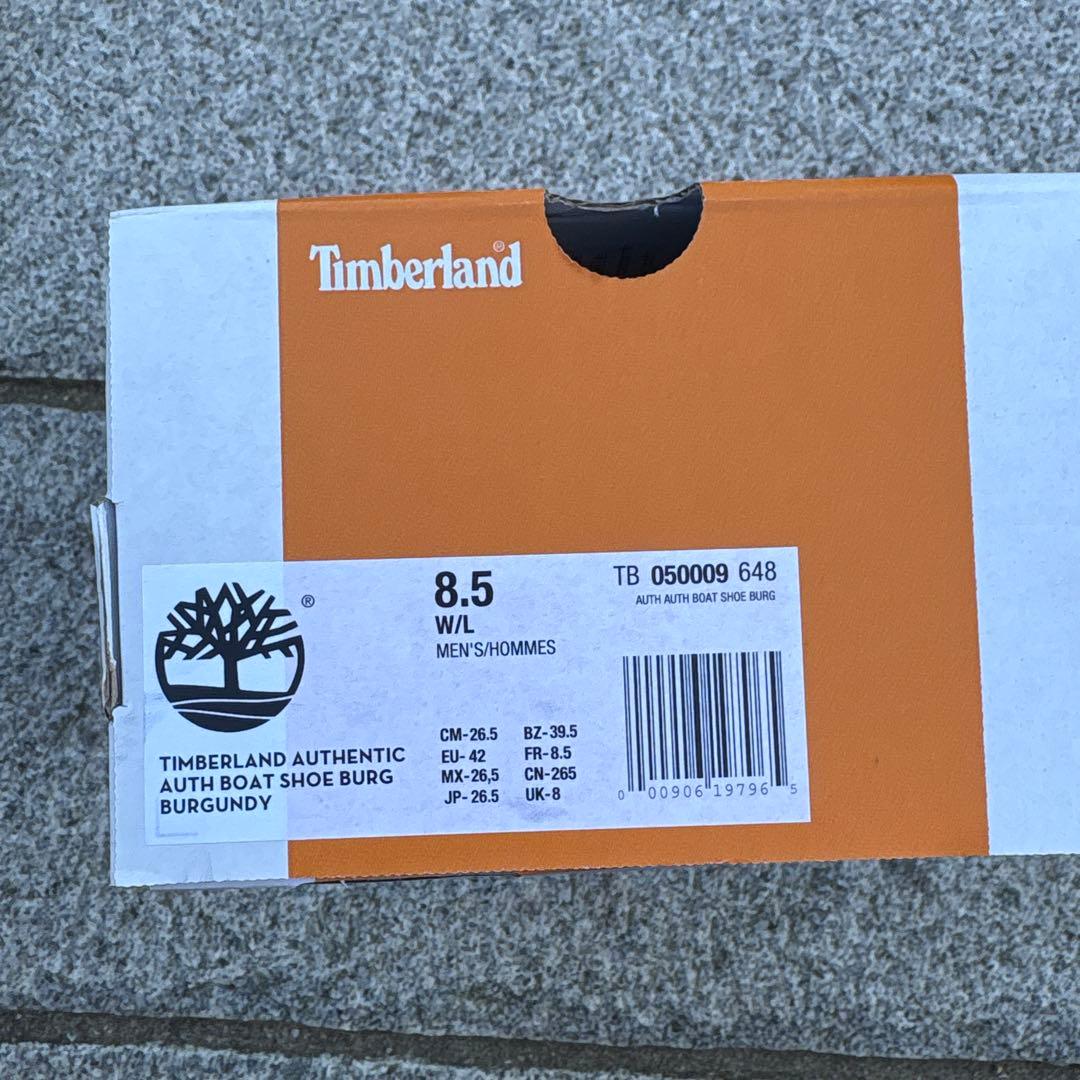 Timberland®
®
8.5
W/L
MEN'S/HOMMES
TB 050009 648
AUTH AUTH BOAT SHOE BURG
CM-26.5 BZ-39.5
EU- 42 FR-8.5
MX-26,5 CN-265
JP- 26.5 UK-8
TIMBERLAND AUTHENTIC
AUTH BOAT SHOE BURG
BURGUNDY
0 00906 19796 5